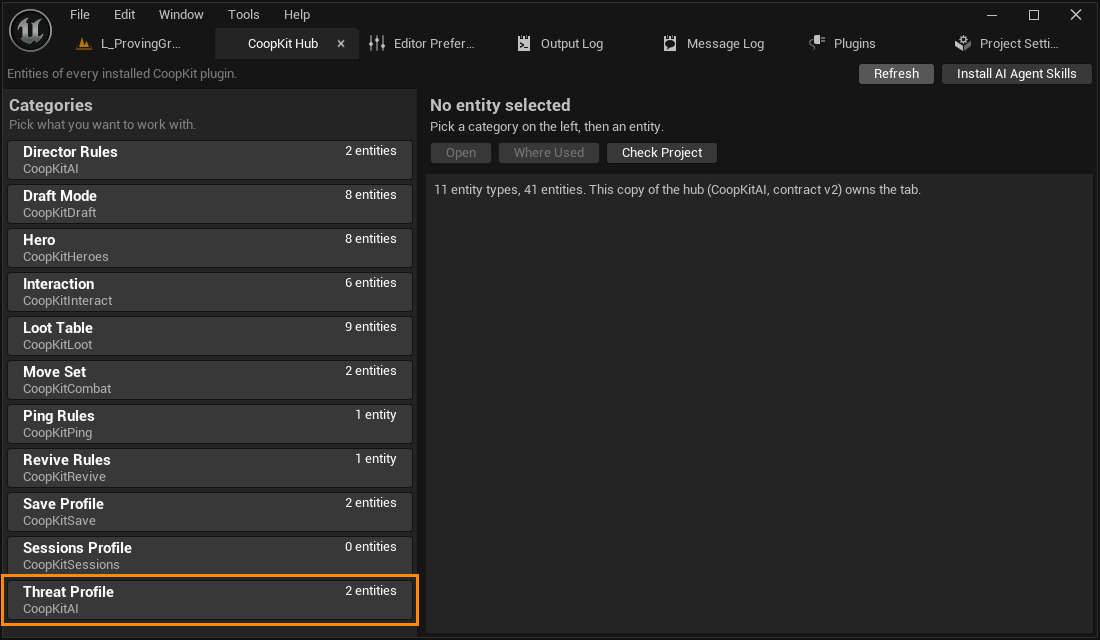 File Edit Window Tools Help
L_ProvingGr... CoopKit Hub Editor Prefer... Output Log Message Log Plugins Project Setti...
Entities of every installed CoopKit plugin. Refresh Install AI Agent Skills
Categories
Pick what you want to work with.
Director Rules 2 entities
CoopKitAI
Draft Mode 8 entities
CoopKitDraft
Hero 8 entities
CoopKitHeroes
Interaction 6 entities
CoopKitInteract
Loot Table 9 entities
CoopKitLoot
Move Set 2 entities
CoopKitCombat
Ping Rules 1 entity
CoopKitPing
Revive Rules 1 entity
CoopKitRevive
Save Profile 2 entities
CoopKitSave
Sessions Profile 0 entities
CoopKitSessions
Threat Profile 2 entities
CoopKitAI
No entity selected
Pick a category on the left, then an entity.
Open Where Used Check Project
11 entity types, 41 entities. This copy of the hub (CoopKitAI, contract v2) owns the tab.